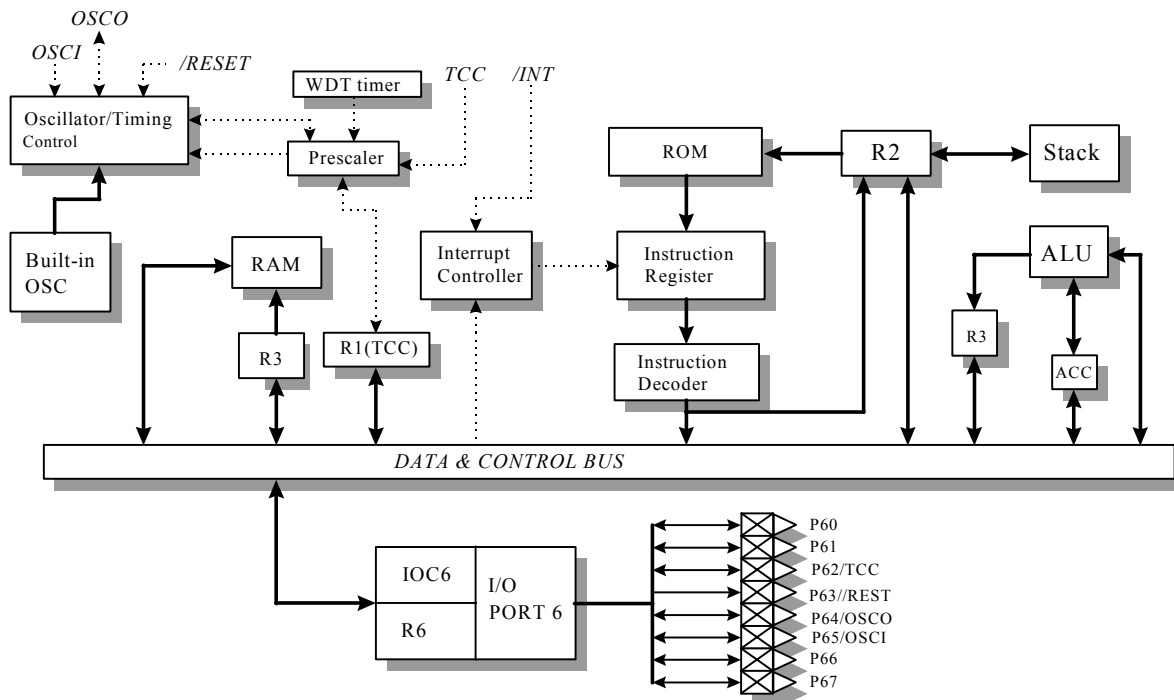 OSCO
OSCI
/RESET
WDT timer
TCC
/INT
Oscillator/Timing
Control
Prescaler
ROM
R2
Stack
Built-in
OSC
RAM
Interrupt
Controller
Instruction
Register
ALU
R3
R1(TCC)
Instruction
Decoder
R3
ACC
DATA & CONTROL BUS
IOC6
R6
I/O
PORT 6
P60
P61
P62/TCC
P63//REST
P64/OSCO
P65/OSCI
P66
P67